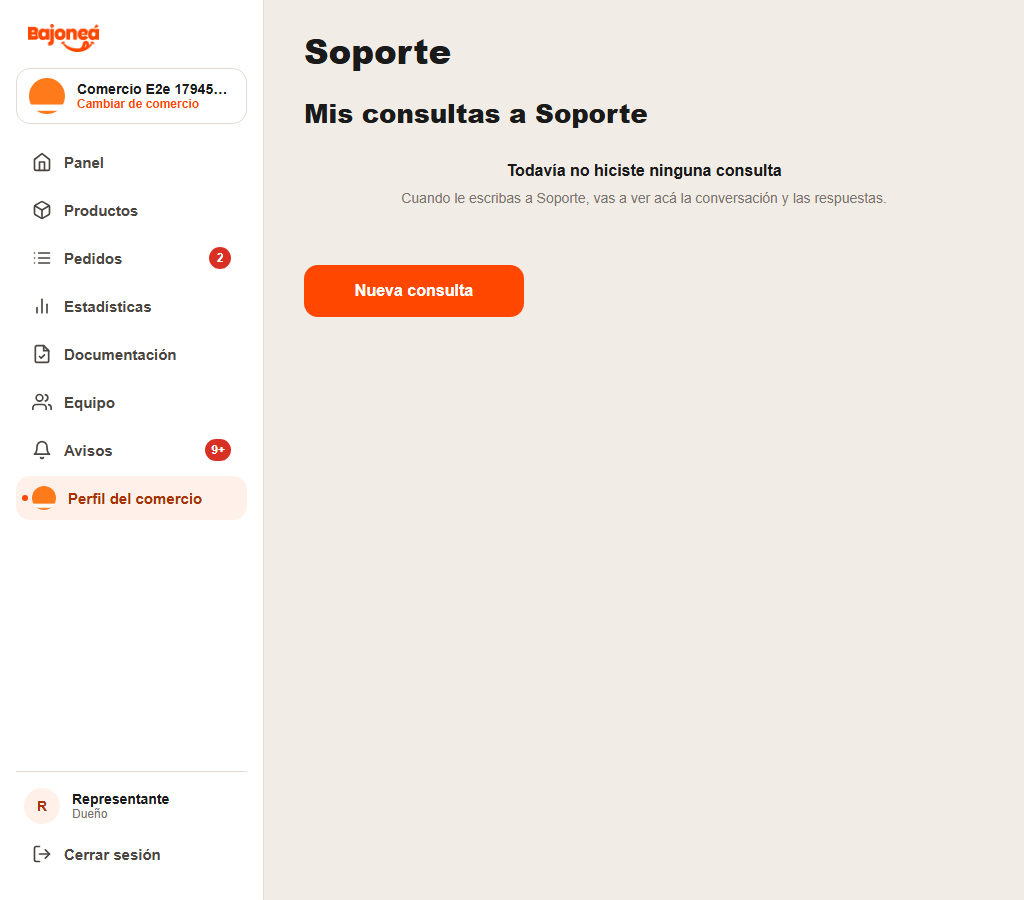 Bajoneá
Comercio E2e 17945...
Cambiar de comercio
Panel
Productos
Pedidos
2
Estadísticas
Documentación
Equipo
Avisos
9+
Perfil del comercio
R
Representante
Dueño
Cerrar sesión
Soporte
Mis consultas a Soporte
Todavía no hiciste ninguna consulta
Cuando le escribas a Soporte, vas a ver acá la conversación y las respuestas.
Nueva consulta